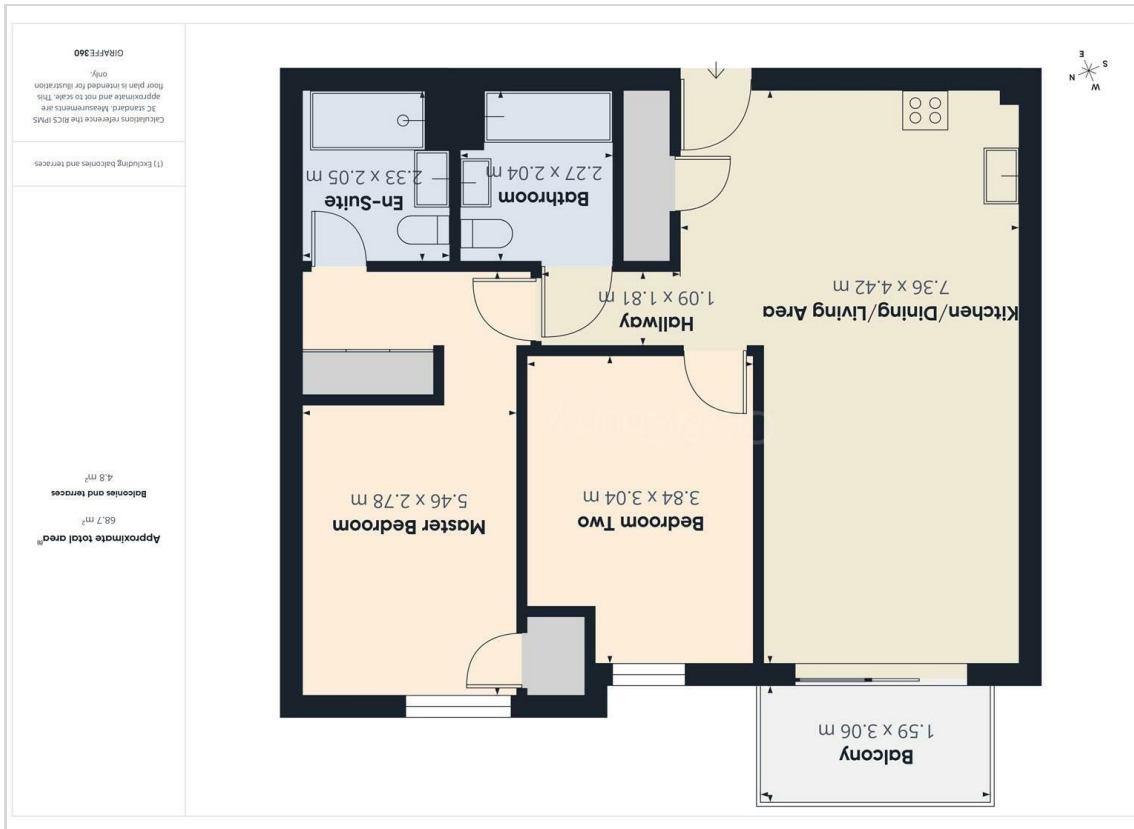 Balcony
1.59 x 3.06 m
Master Bedroom
5.46 x 2.78 m
Bedroom Two
3.84 x 3.04 m
Kitchen/Dining/Living Area
7.36 x 4.42 m
Hallway
1.09 x 1.81 m
En-Suite
2.33 x 2.05 m
Bathroom
2.27 x 2.04 m
W
N
S
E
Approximate total area⁽¹⁾
68.7 m²
Balconies and terraces
4.8 m²
(1) Excluding balconies and terraces
Calculations reference the RICS IPMS
3C standard. Measurements are
approximate and not to scale. This
floor plan is intended for illustration
only.
GIRAFFE360